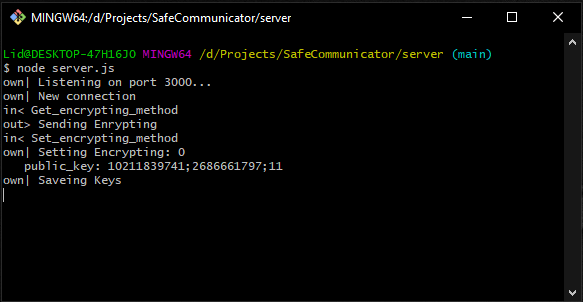 MINGW64:/d/Projects/SafeCommunicator/server
Lid@DESKTOP-47H16JO MINGW64 /d/Projects/SafeCommunicator/server (main)
$ node server.js
own| Listening on port 3000...
own| New connection
in< Get_encrypting_method
out> Sending Enrypting
in< Set_encrypting_method
own| Setting Encrypting: 0
public_key: 10211839741;2686661797;11
own| Saveing Keys